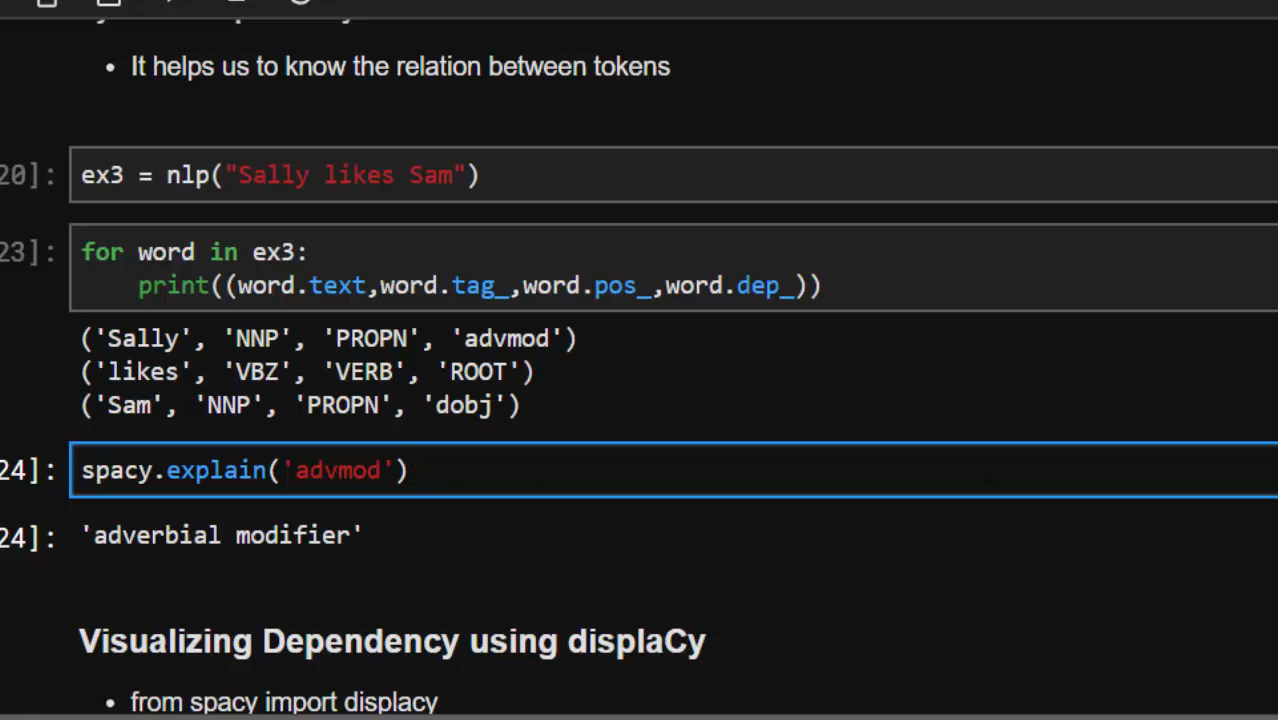 • It helps us to know the relation between tokens
20]: ex3 = nlp("Sally likes Sam")
23]: for word in ex3:
print((word.text,word.tag_,word.pos_,word.dep_))
('Sally', 'NNP', 'PROPN', 'advmod')
('likes', 'VBZ', 'VERB', 'ROOT')
('Sam', 'NNP', 'PROPN', 'dobj')
24]: spacy.explain('advmod')
24]: 'adverbial modifier'
Visualizing Dependency using displaCy
• from spacy import displacy